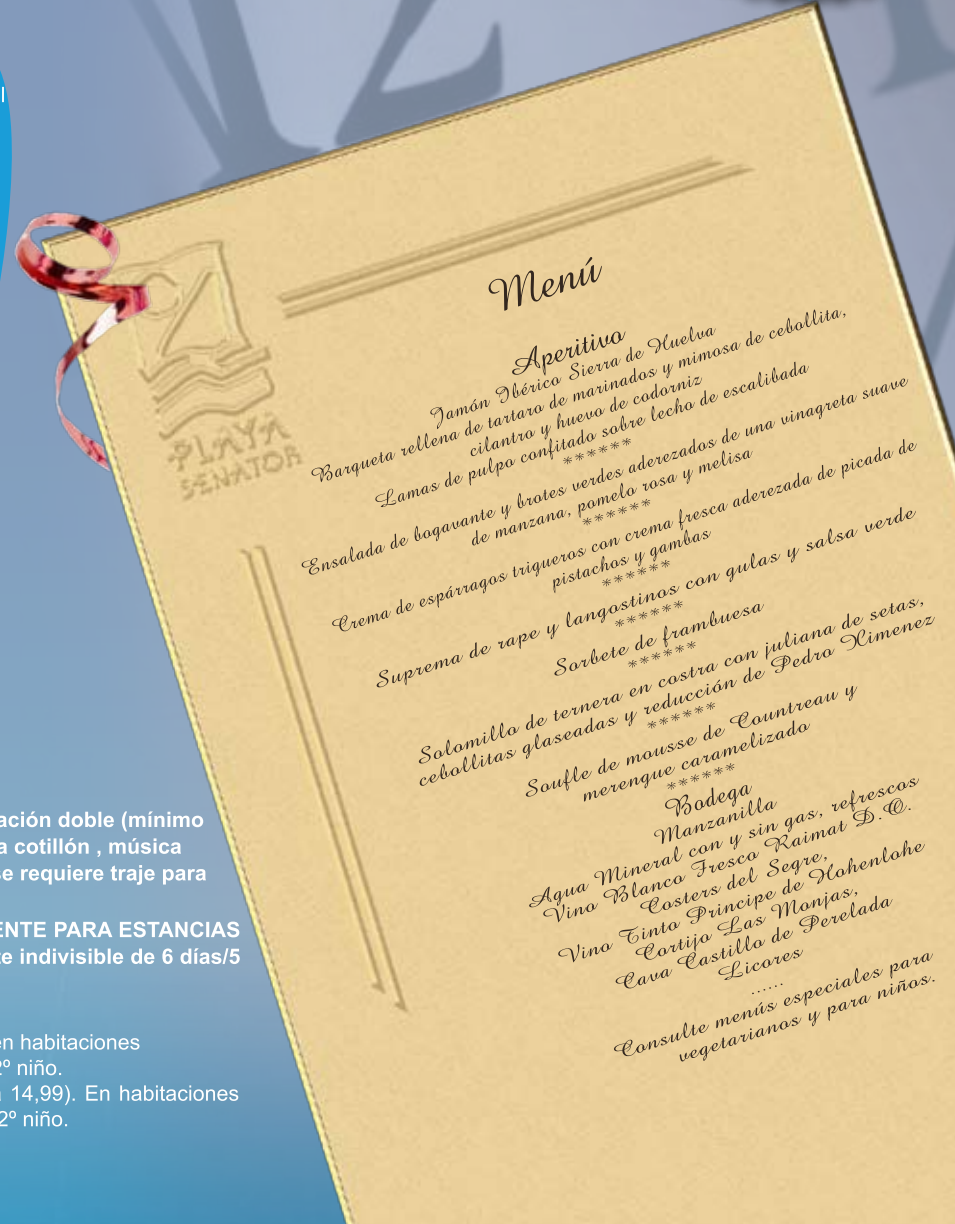 PLAYA
SENATOR
Menú
Aperitivo
Jamón Ibérico Sierra de Huelva
Barqueta rellena de tartaro de marinados y mimosa de cebollita,
cilantro y huevo de codorniz
Lamas de pulpo confitado sobre lecho de escalibada
******
Ensalada de bogavante y brotes verdes aderezados de una vinagreta suave
de manzana, pomelo rosa y melisa
******
Crema de espárragos trigueros con crema fresca aderezada de picada de
pistachos y gambas
******
Suprema de rape y langostinos con gulas y salsa verde
******
Sorbete de frambuesa
******
Solomillo de ternera en costra con juliana de setas,
cebollitas glaseadas y reducción de Pedro Ximenez
******
Soufle de mousse de Countreau y
merengue caramelizado
******
Bodega
Manzanilla
Agua Mineral con y sin gas, refrescos
Vino Blanco Fresco Raimat D.O.
Costers del Segre,
Vino Tinto Principe de Hohenlohe
Cortijo Las Monjas,
Cava Castillo de Perelada
Licores
......
Consulte menús especiales para
vegetarianos y para niños.
ación doble (mínimo
a cotillón , música
se requiere traje para
ENTE PARA ESTANCIAS
te indivisible de 6 días/5
en habitaciones
2º niño.
14,99). En habitaciones
2º niño.